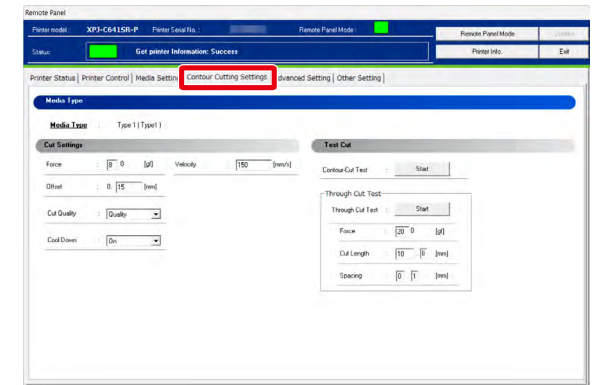 Remote Panel
Printer model: XPJ-C641SR-P Printer Serial No. : Remote Panel Mode : Remote Panel Mode
Status: Get printer Information: Success Printer Info. Exit
Printer Status | Printer Control | Media Settin Contour Cutting Settings dvanced Setting | Other Setting |
Media Type
Media Type : Type 1 ( Type1 )
Cut Settings Test Cut
Force : 8 0 [gf] Velocity : 150 [mm/s] Contour-Cut Test : Start
Offset : 0. 15 [mm] Through Cut Test
Cut Quality : Quality Through Cut Test : Start
Force : 20 0 [gf]
Cool Down : On
Cut Length : 10 . 0 [mm]
Spacing : 0 . 1 [mm]